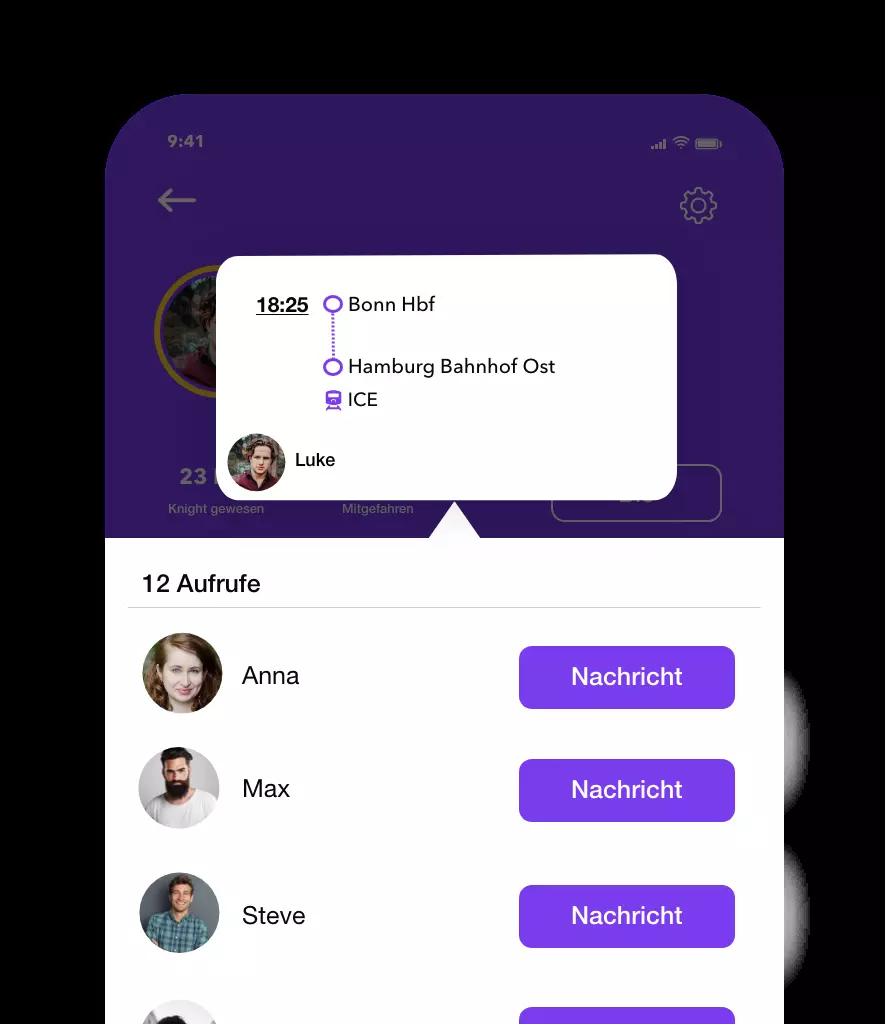 9:41
18:25 Bonn Hbf
Hamburg Bahnhof Ost
ICE
Luke
23
Knight gewesen
Mitgefahren
12 Aufrufe
Anna
Nachricht
Max
Nachricht
Steve
Nachricht